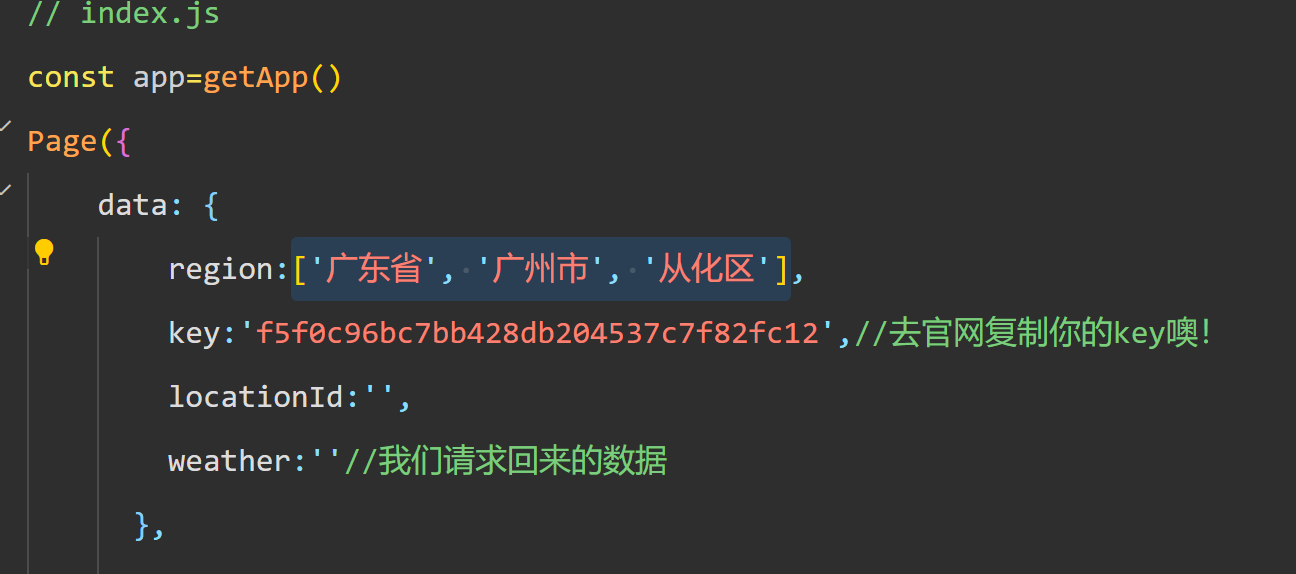 // index.js
const app=getApp()
Page({
data: {
region:['广东省', '广州市', '从化区'],
key:'f5f0c96bc7bb428db204537c7f82fc12',//去官网复制你的key噢!
locationId:'',
weather:''//我们请求回来的数据
},